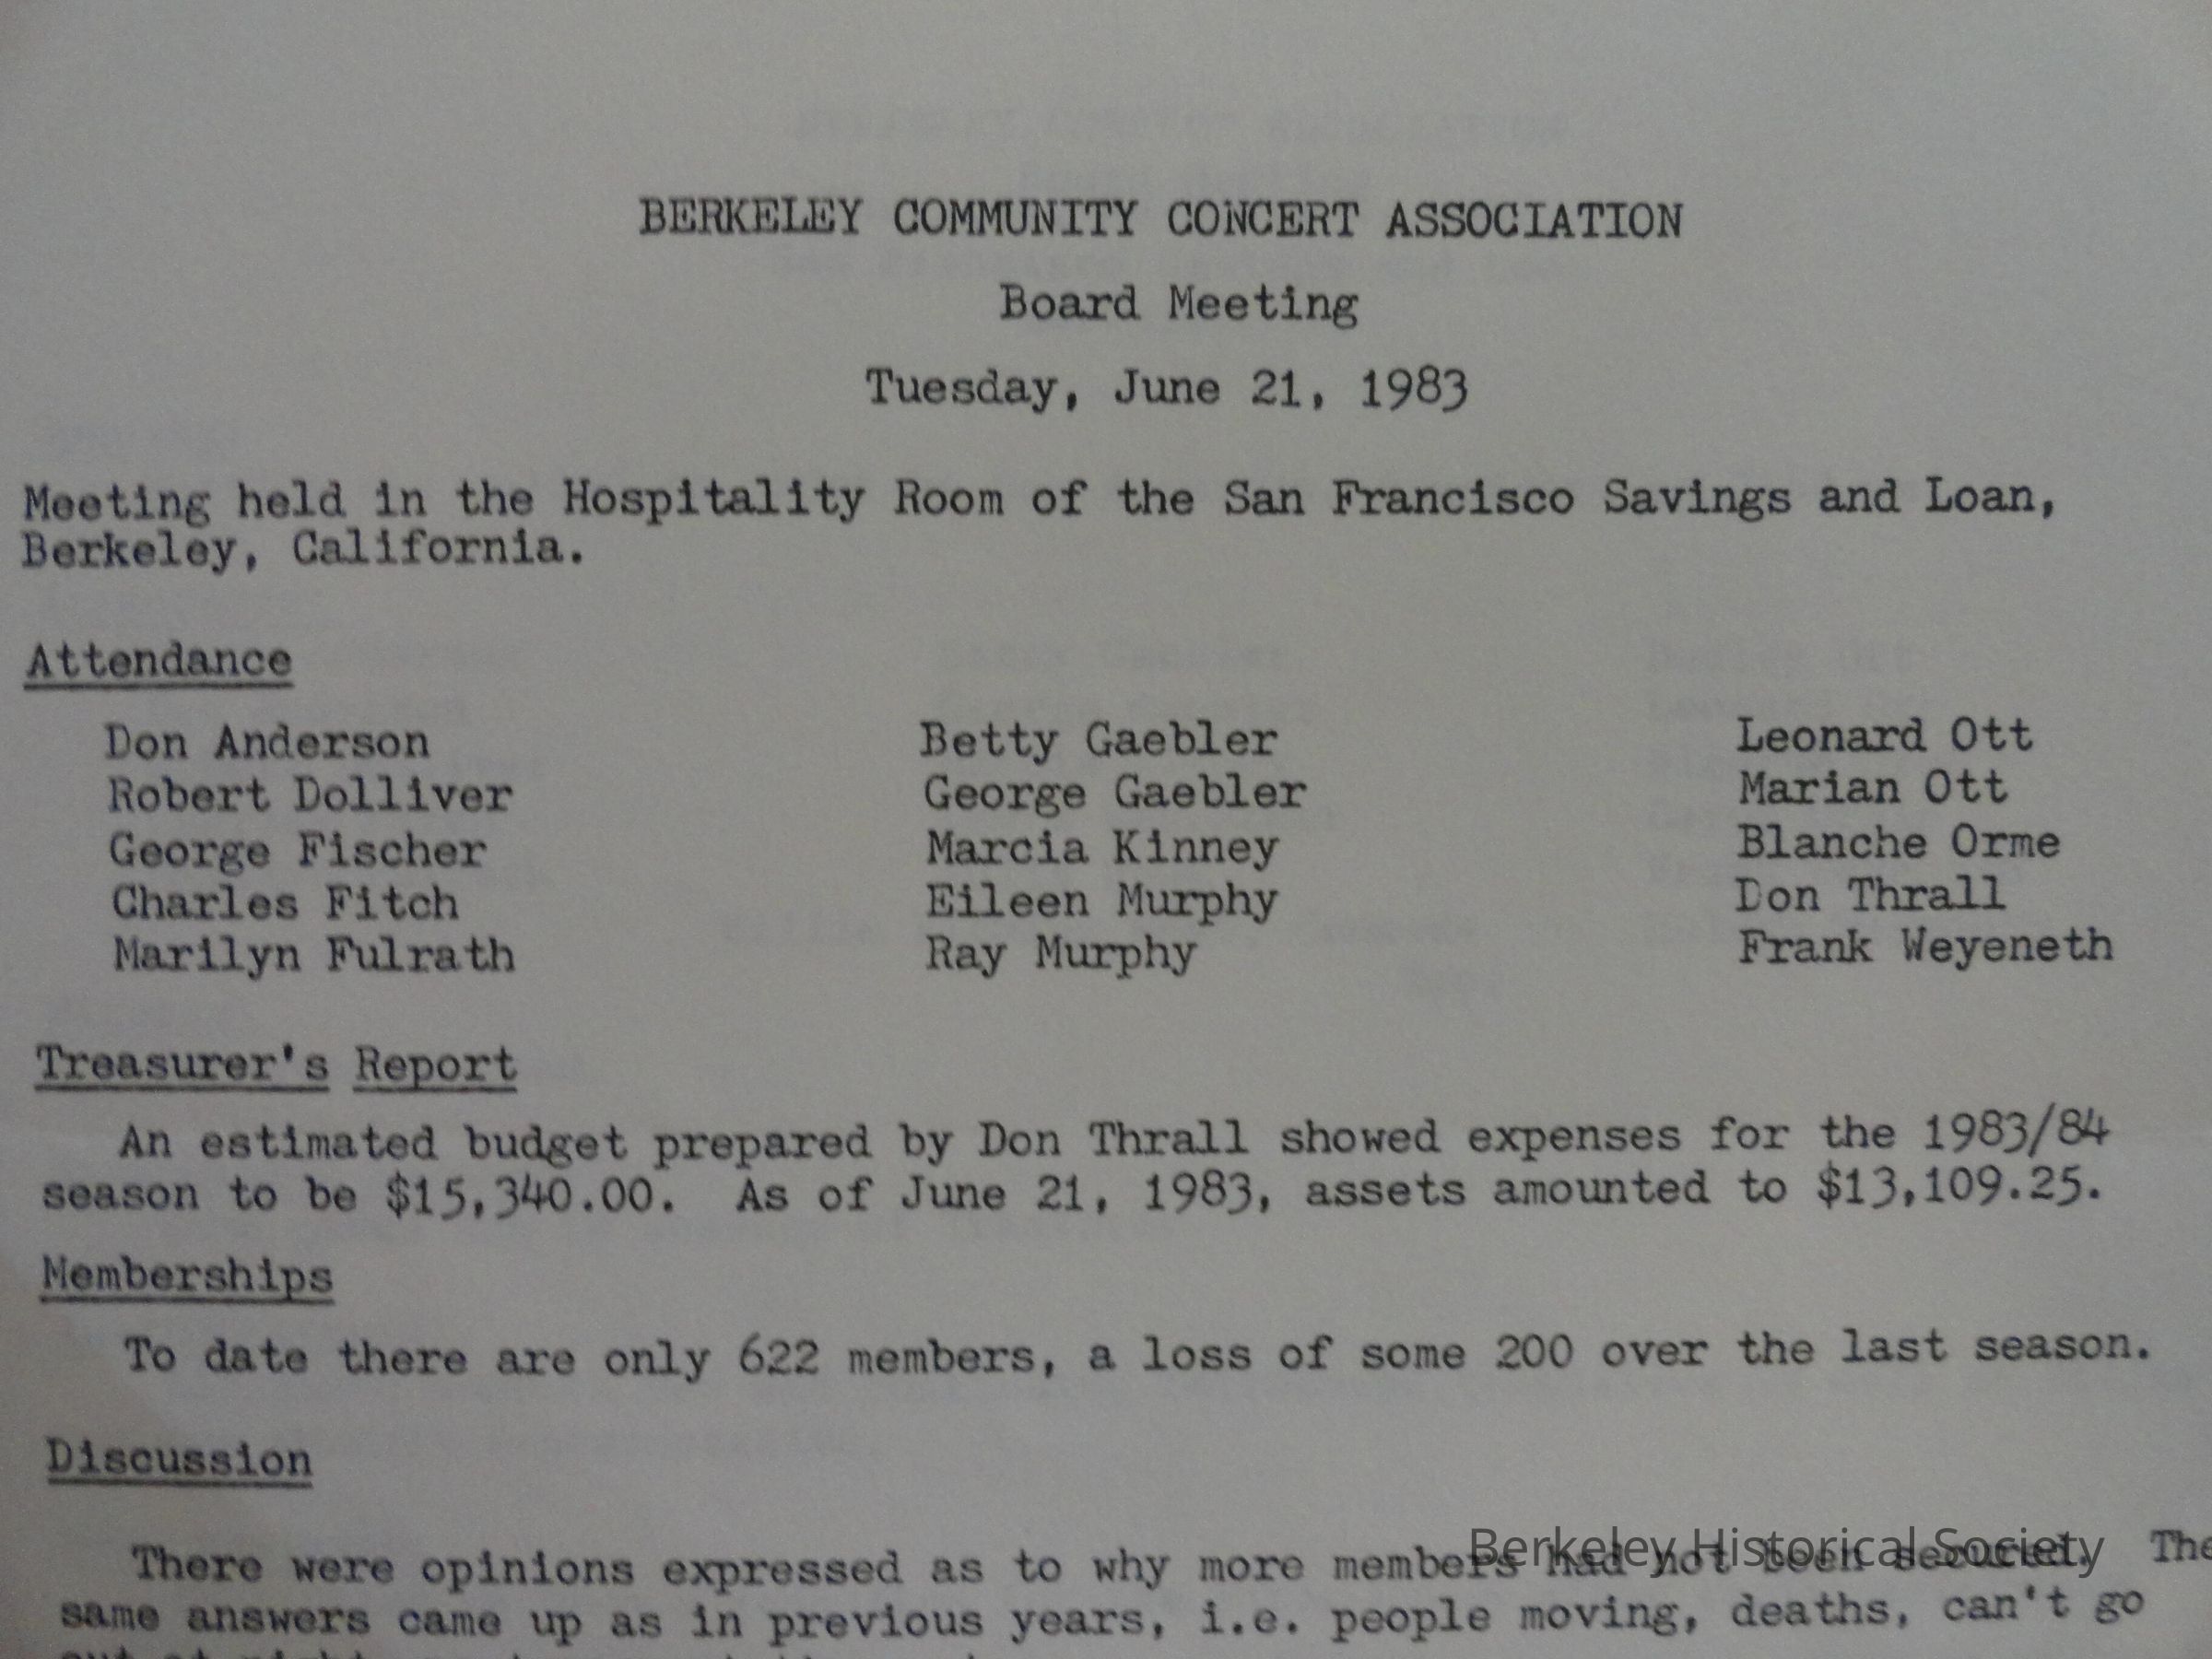 BERKELEY COMMUNITY CONCERT ASSOCIATION
Board Meeting
Tuesday, June 21, 1983
Meeting held in the Hospitality Room of the San Francisco Savings and Loan,
Berkeley, California.
Attendance
Don Anderson Betty Gaebler Leonard Ott
Robert Dolliver George Gaebler Marian Ott
George Fischer Marcia Kinney Blanche Orme
Charles Fitch Eileen Murphy Don Thrall
Marilyn Fulrath Ray Murphy Frank Weyeneth
Treasurer's Report
An estimated budget prepared by Don Thrall showed expenses for the 1983/84
season to be $15,340.00. As of June 21, 1983, assets amounted to $13,109.25.
Memberships
To date there are only 622 members, a loss of some 200 over the last season.
Discussion
There were opinions expressed as to why more members had not been secured. The
Berkeley Historical Society
same answers came up as in previous years, i.e. people moving, deaths, can't go